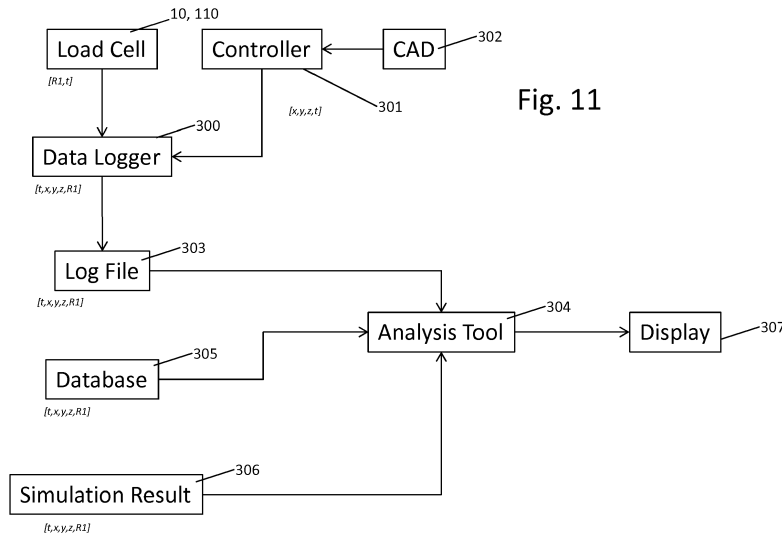 10, 110
Load Cell
Controller
CAD
302
[R1,t]
[x,y,z,t]
301
Fig. 11
300
Data Logger
[t,x,y,z,R1]
303
Log File
[t,x,y,z,R1]
304
Analysis Tool
Display
307
305
Database
[t,x,y,z,R1]
306
Simulation Result
[t,x,y,z,R1]